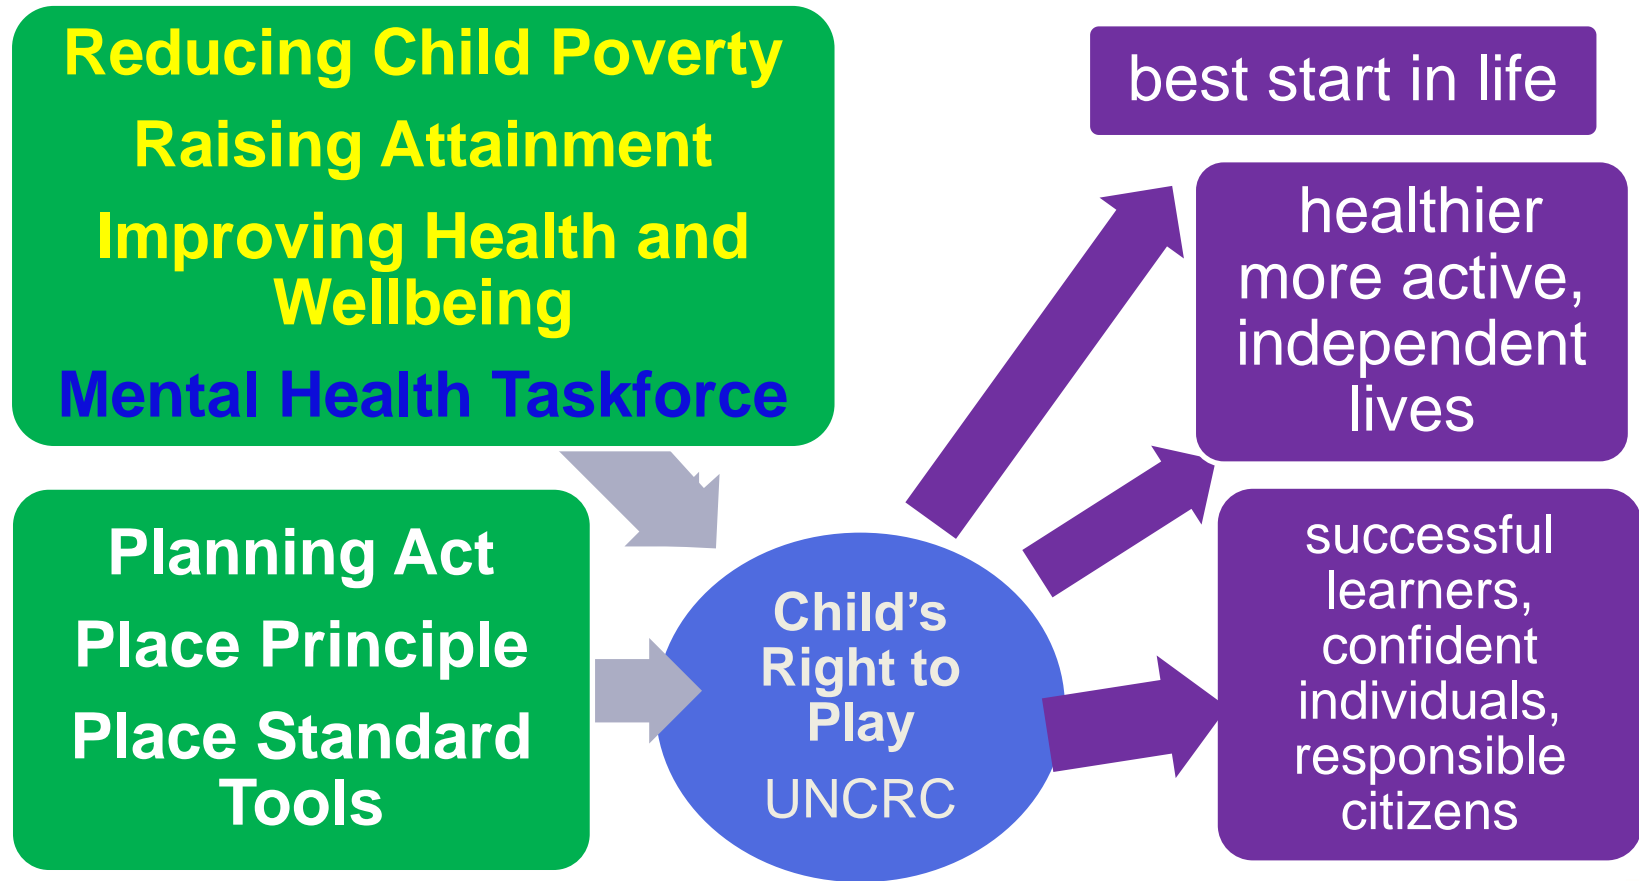 Reducing Child Poverty
Raising Attainment
Improving Health and
Wellbeing
Mental Health Taskforce
Planning Act
Place Principle
Place Standard
Tools
Child’s
Right to
Play
UNCRC
best start in life
healthier
more active,
independent
lives
successful
learners,
confident
individuals,
responsible
citizens